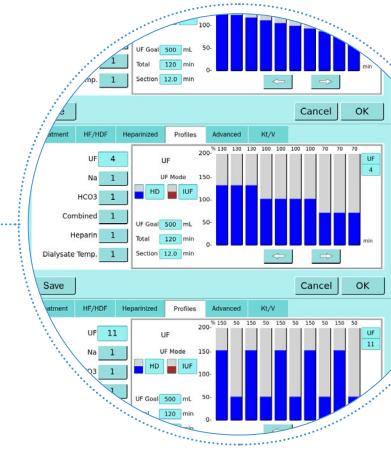 100-
UF Goal 500 mL
50-
1 Total 120 min
mp. 1 Section 12.0 min 0- min
Cancel OK
atment HF/HDF Heparinized Profiles Advanced Kt/V
UF 4 UF 200- % 130 130 130 100 100 100 100 70 70 70 UF
4
Na 1 UF Mode 150-
HCO3 1 HD IUF
100-
Combined 1
UF Goal 500 mL
Heparin 1 Total 120 min 50-
Dialysate Temp. 1 Section 12.0 min 0- min
Save Cancel OK
atment HF/HDF Heparinized Profiles Advanced Kt/V
UF 11 UF 200- % 150 50 150 50 150 50 150 50 150 50 UF
11
Na 1 UF Mode 150-
O3 1 HD IUF
100-
1
UF Goal 500 mL
120 min 50-
0-